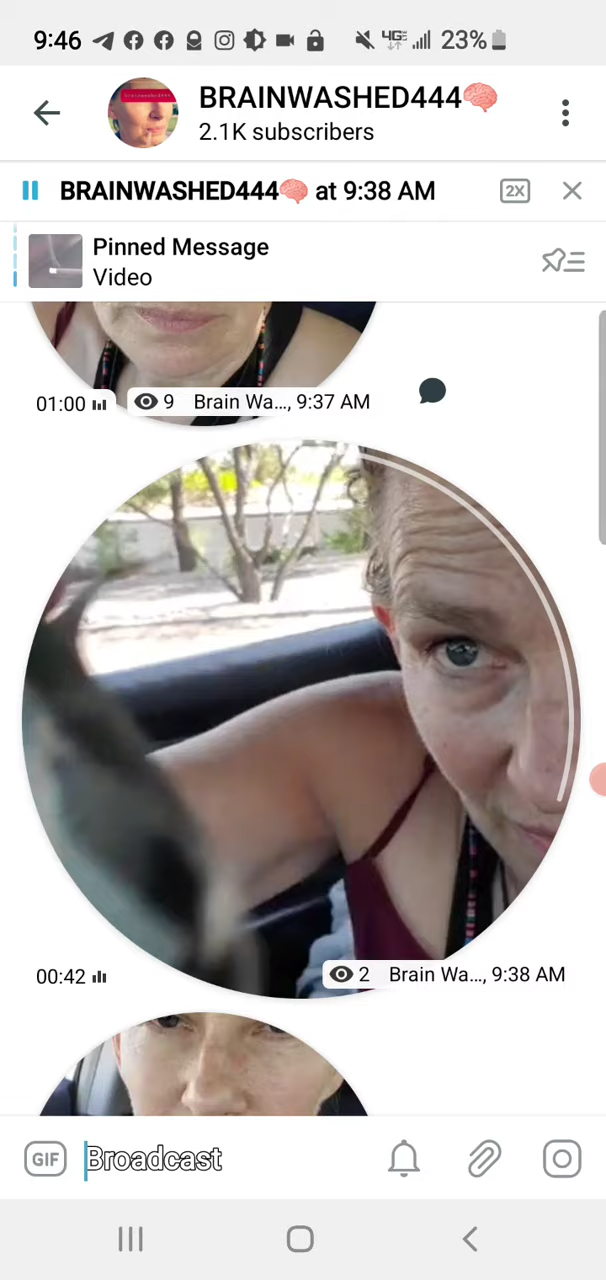 9:46 4GE 23%
BRAINWASHED444🧠
2.1K subscribers
BRAINWASHED444🧠 at 9:38 AM 2X
Pinned Message
Video
01:00 9 Brain Wa..., 9:37 AM
00:42 2 Brain Wa..., 9:38 AM
GIF Broadcast